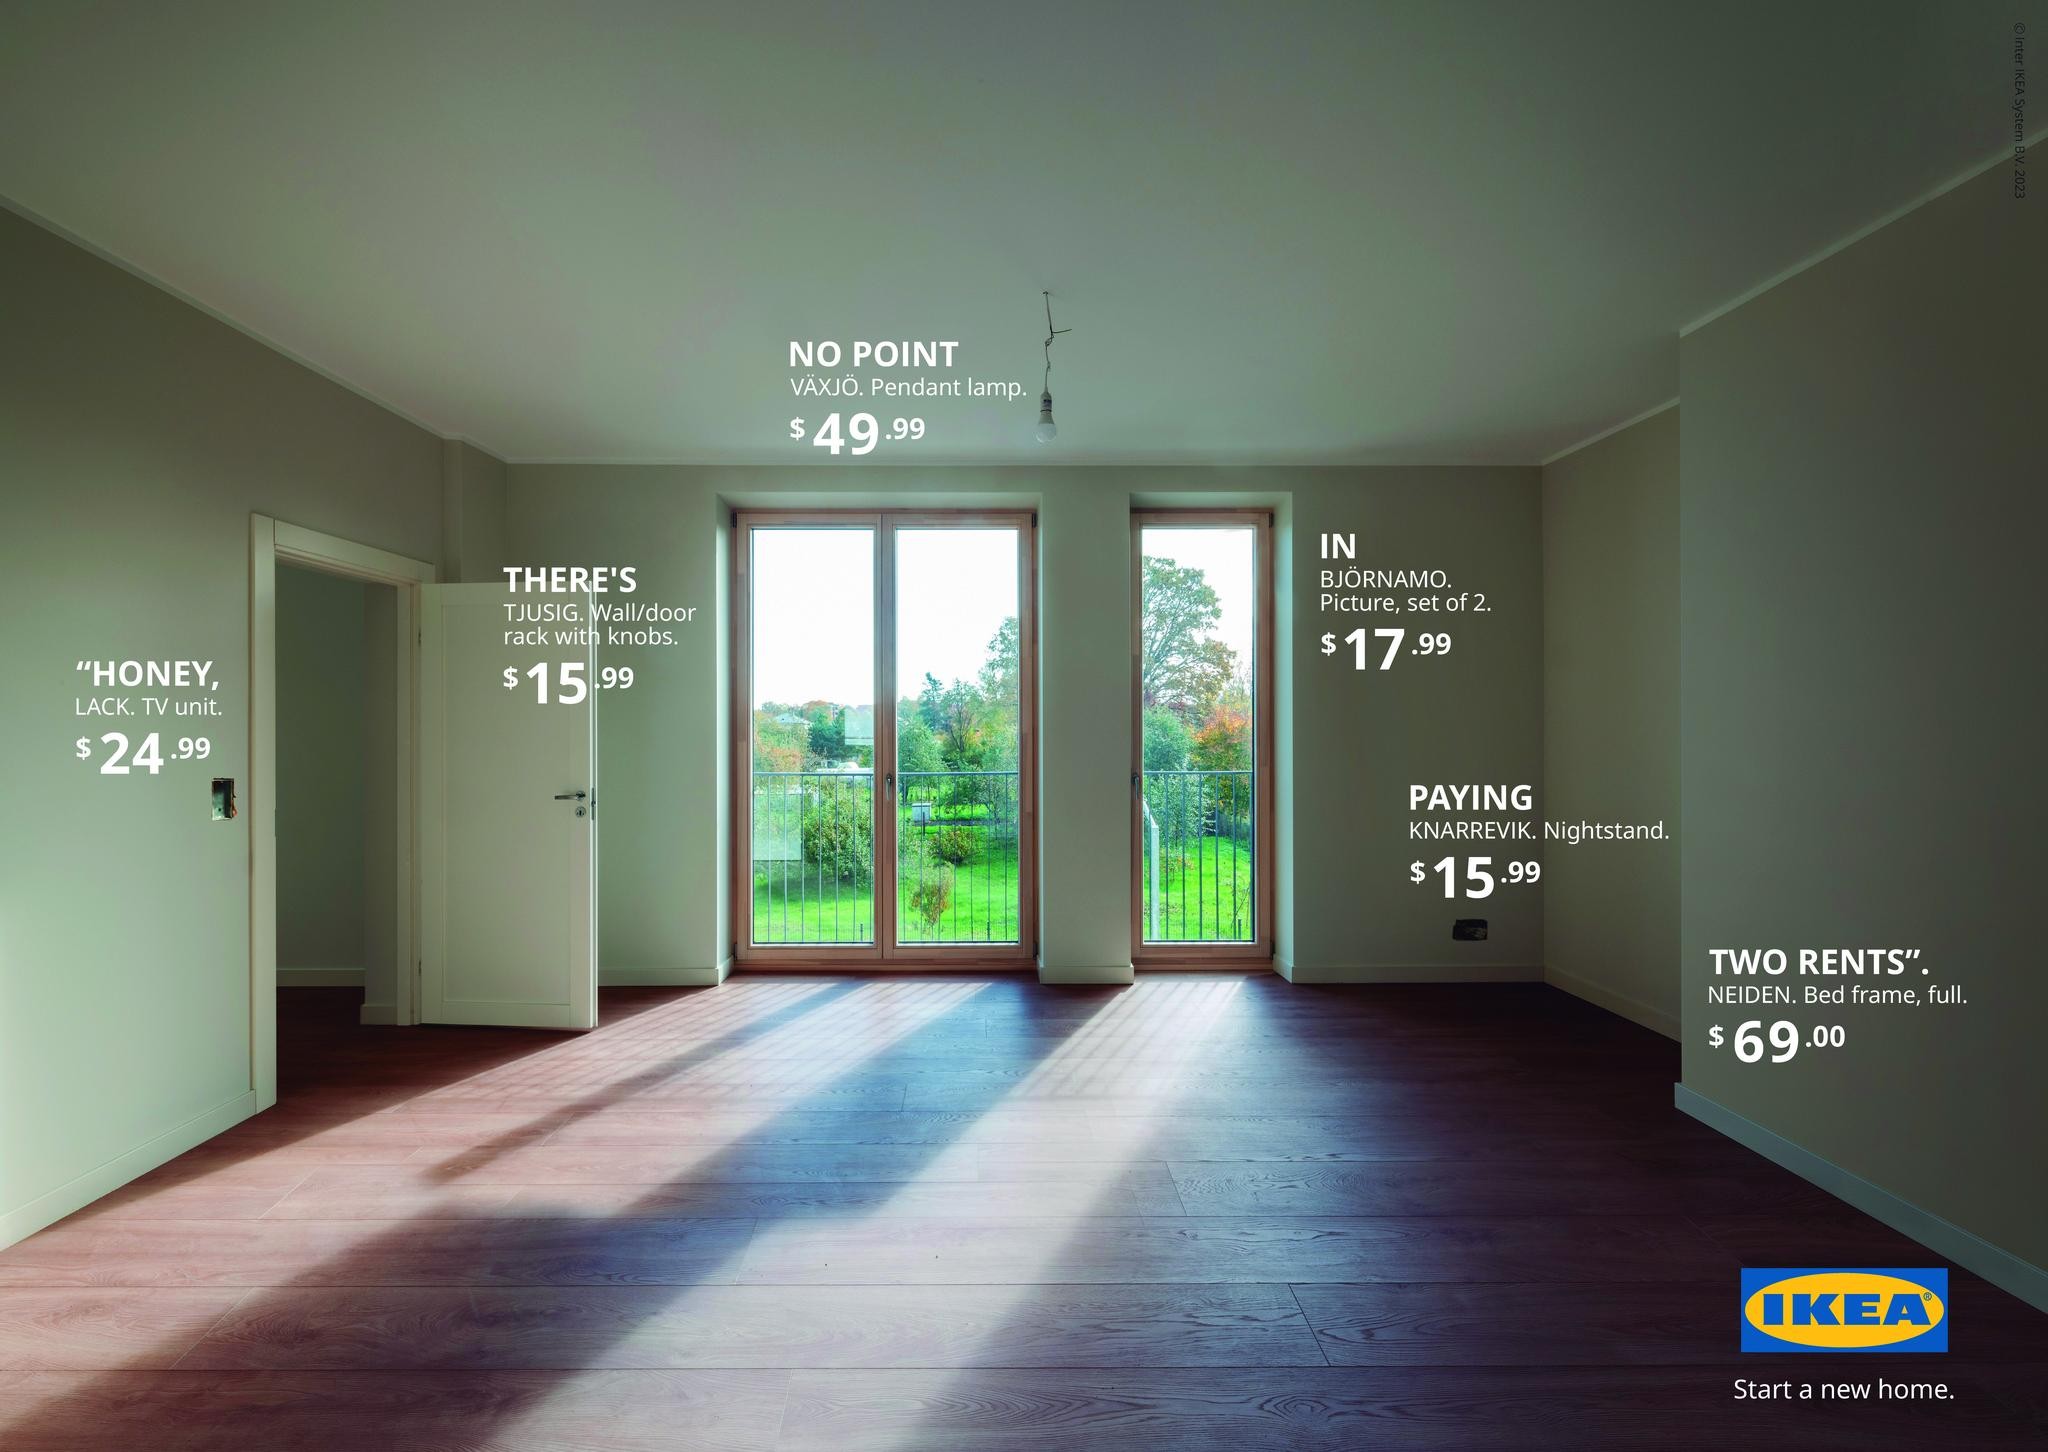 “HONEY,
LACK. TV unit.
$ 24.99
THERE'S
TJUSIG. Wall/door
rack with knobs.
$ 15.99
NO POINT
VÄXJÖ. Pendant lamp.
$ 49.99
IN
BJÖRNAMO.
Picture, set of 2.
$ 17.99
PAYING
KNARREVIK. Nightstand.
$ 15.99
TWO RENTS”.
NEIDEN. Bed frame, full.
$ 69.00
IKEA®
Start a new home.
© Inter IKEA System B.V. 2023